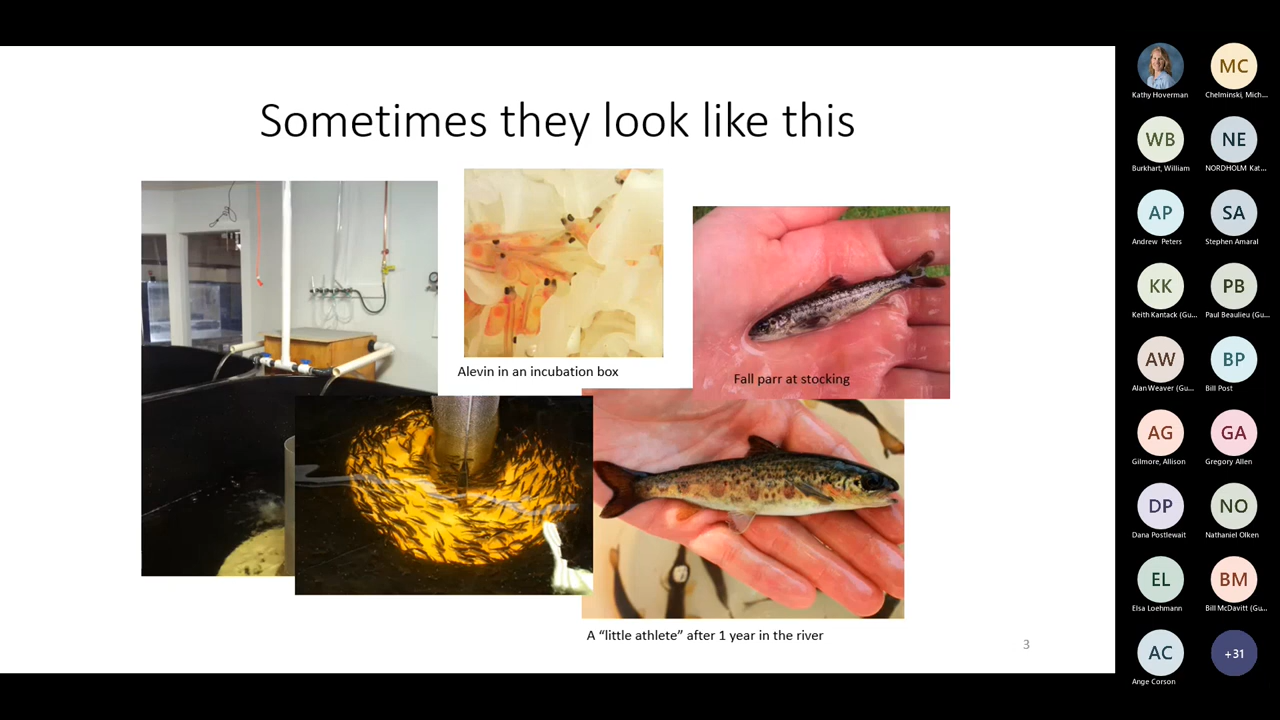 Sometimes they look like this
Alevin in an incubation box
Fall parr at stocking
A “little athlete” after 1 year in the river
3
Kathy Hoverman
MC
Chelminski, Mich...
WB
Burkhart, William
NE
NORDHOLM Kat...
AP
Andrew Peters
SA
Stephen Amaral
KK
Keith Kantack (Gu...
PB
Paul Beaulieu (Gu...
AW
Alan Weaver (Gu...
BP
Bill Post
AG
Gilmore, Allison
GA
Gregory Allen
DP
Dana Postlewait
NO
Nathaniel Olken
EL
Elsa Loehmann
BM
Bill McDavitt (Gu...
AC
Ange Corson
+31